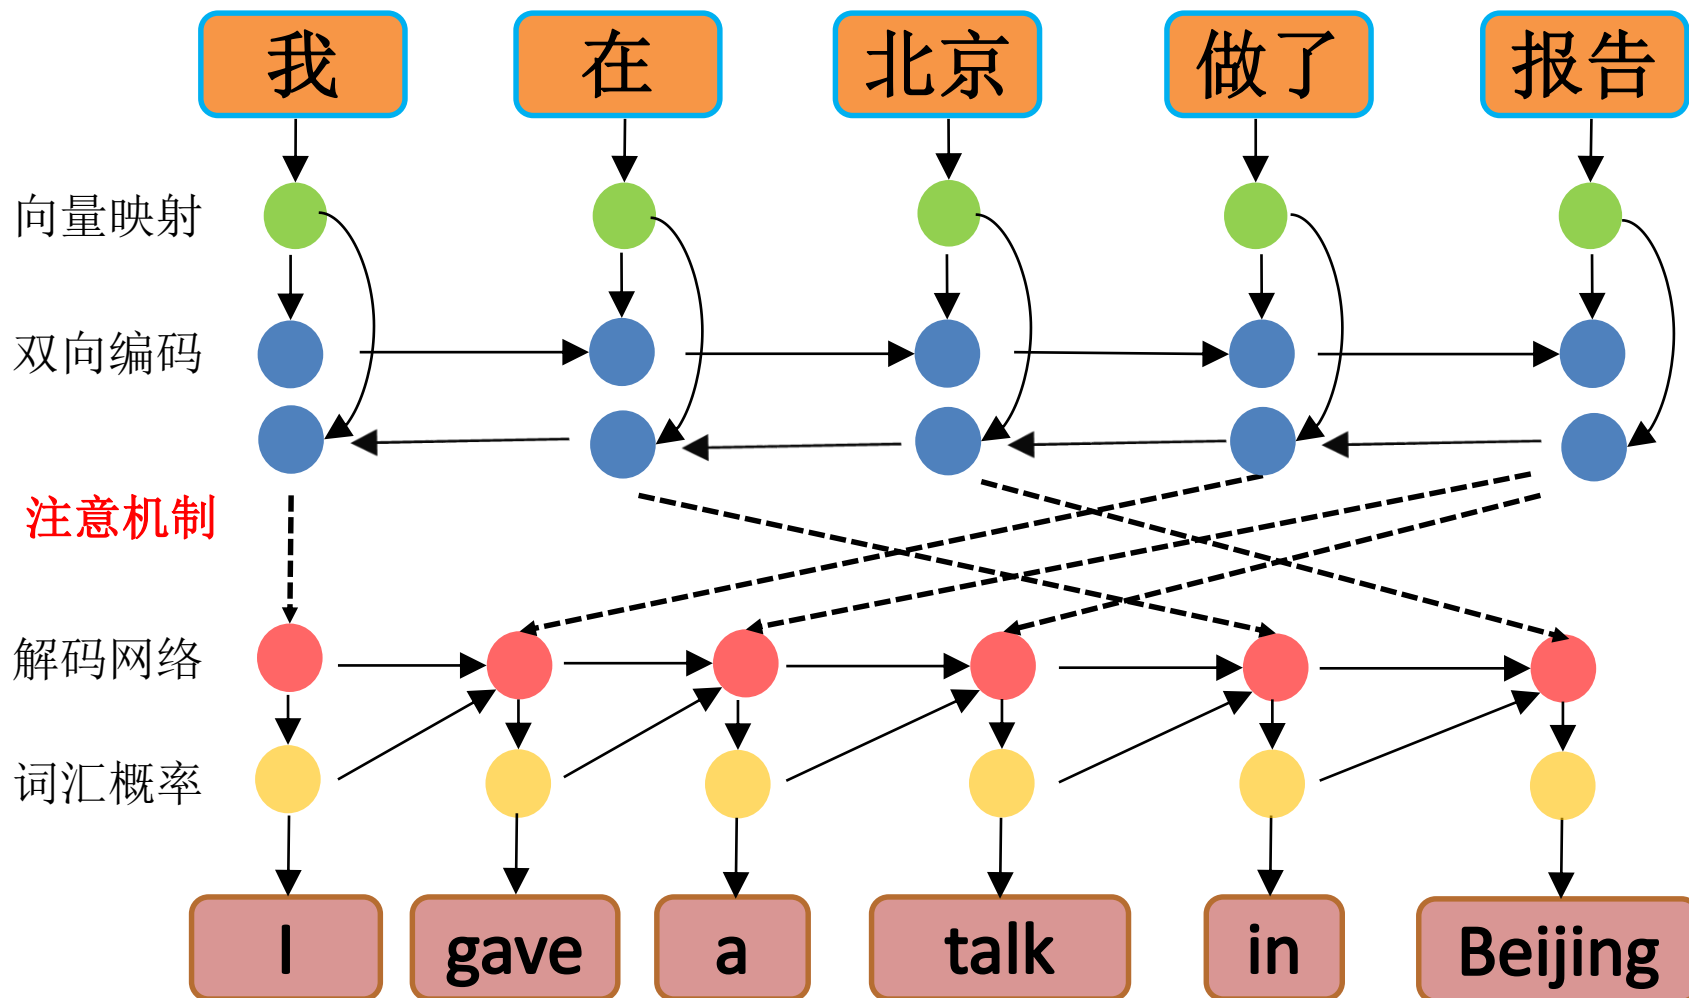 我 在 北京 做了 报告
向量映射
双向编码
注意机制
解码网络
词汇概率
I gave a talk in Beijing